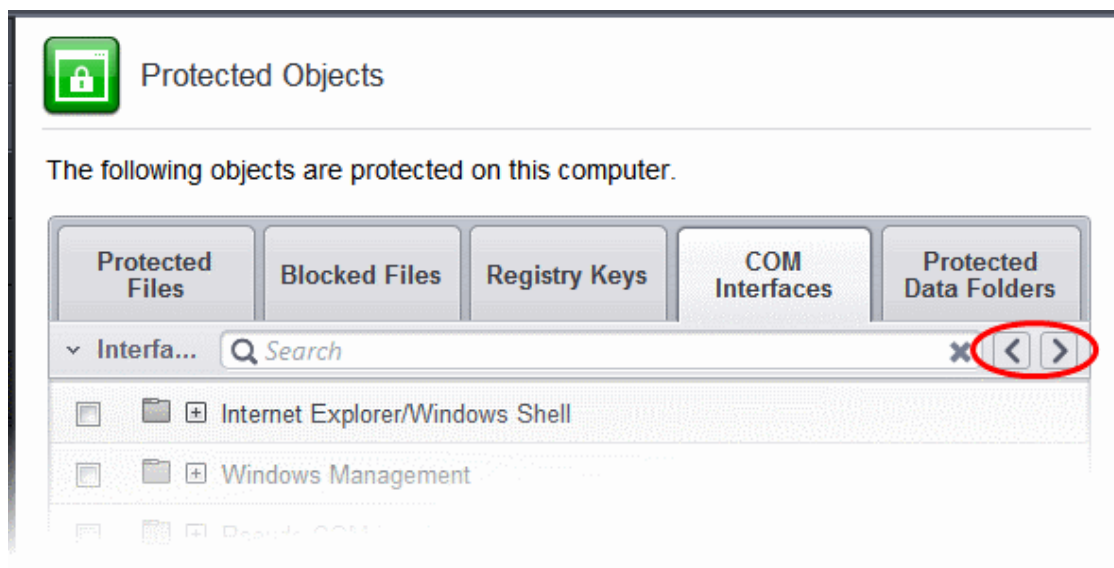 Protected Objects
The following objects are protected on this computer.
Protected
Files
Blocked Files
Registry Keys
COM
Interfaces
Protected
Data Folders
Interfa...
Search
Internet Explorer/Windows Shell
Windows Management